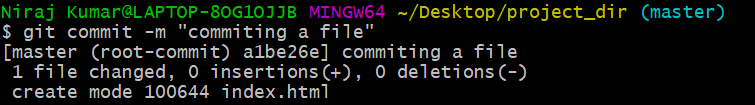 Niraj Kumar@LAPTOP-8OG1OJJB MINGW64 ~/Desktop/project_dir (master)
$ git commit -m "commiting a file"
[master (root-commit) a1be26e] commiting a file
 1 file changed, 0 insertions(+), 0 deletions(-)
 create mode 100644 index.html